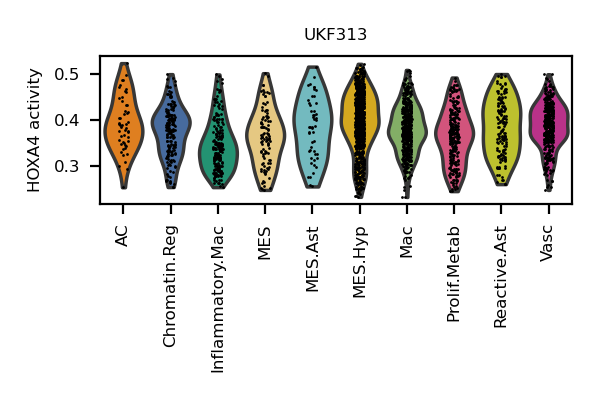 UKF313
HOXA4 activity
0.5
0.4
0.3
AC
Chromatin.Reg
Inflammatory.Mac
MES
MES.Ast
MES.Hyp
Mac
Prolif.Metab
Reactive.Ast
Vasc